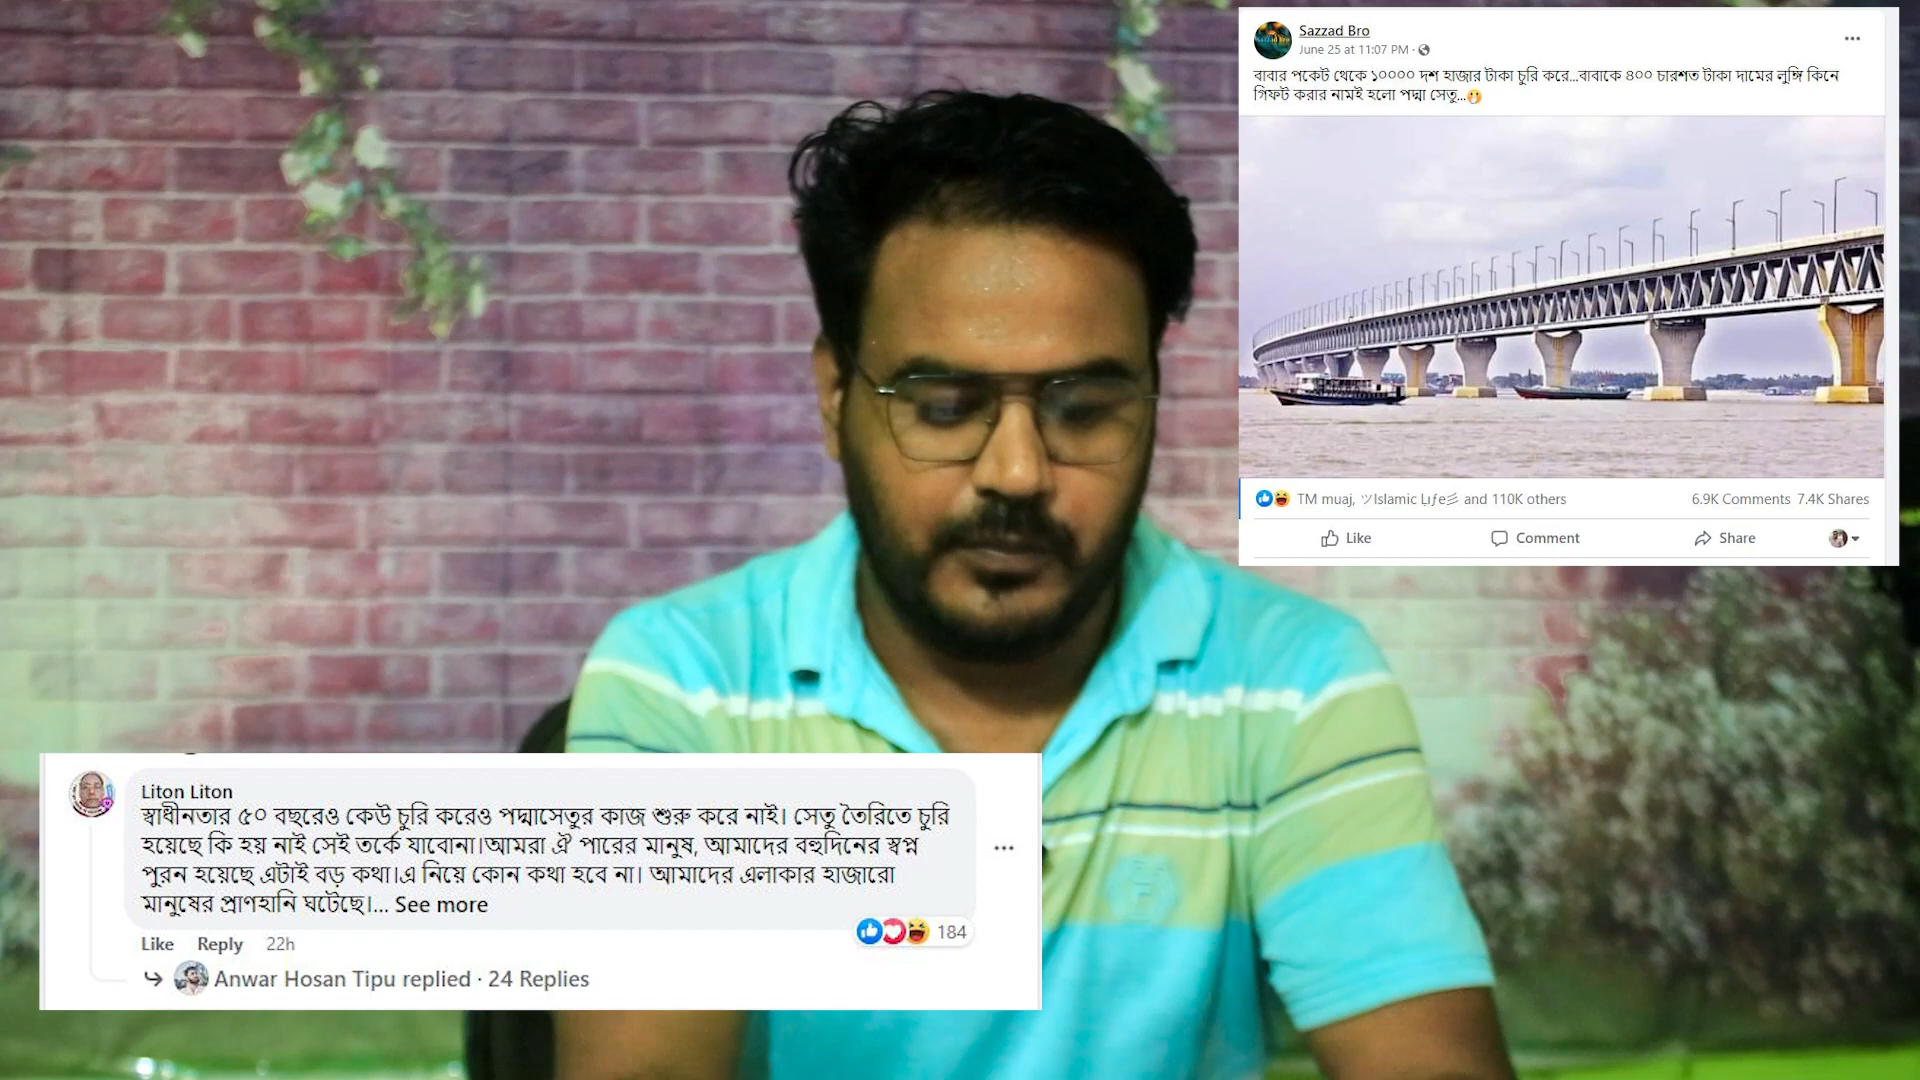 Sazzad Bro
June 25 at 11:07 PM
বাবার পকেট থেকে ১০০০০ দশ হাজার টাকা চুরি করে...বাবাকে ৪০০ চারশত টাকা দামের লুঙ্গি কিনে
গিফট করার নামই হলো পদ্মা সেতু...🤭
TM muaj, ツIslamic Lıƒe彡 and 110K others 6.9K Comments 7.4K Shares
Like Comment Share
Liton Liton
স্বাধীনতার ৫০ বছরেও কেউ চুরি করেও পদ্মাসেতুর কাজ শুরু করে নাই। সেতু তৈরিতে চুরি
হয়েছে কি হয় নাই সেই তর্কে যাবোনা।আমরা ঐ পারের মানুষ, আমাদের বহুদিনের স্বপ্ন
পুরন হয়েছে এটাই বড় কথা।এ নিয়ে কোন কথা হবে না। আমাদের এলাকার হাজারো
মানুষের প্রাণহানি ঘটেছে।... See more
184
Like Reply 22h
Anwar Hosan Tipu replied · 24 Replies